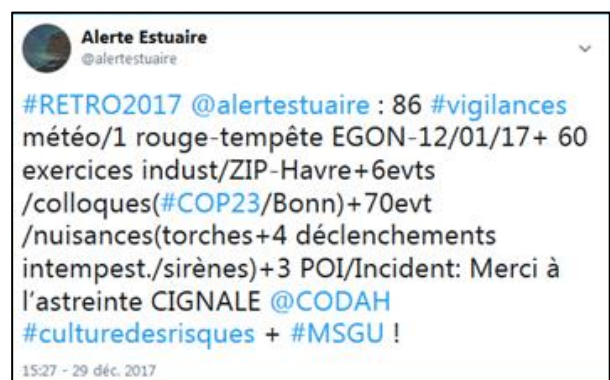 Alerte Estuaire
@alertestuaire
#RETRO2017 @alertestuaire : 86 #vigilances
météo/1 rouge-tempête EGON-12/01/17+ 60
exercices indust/ZIP-Havre+6evts
/colloques(#COP23/Bonn)+70evt
/nuisances(torches+4 déclenchements
intempest./sirènes)+3 POI/Incident: Merci à
l'astreinte CIGNALE @CODAH
#culturedesrisques + #MSGU !
15:27 - 29 déc. 2017